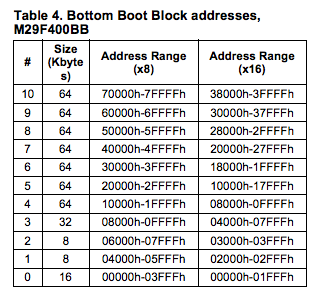 Table 4. Bottom Boot Block addresses,
M29F400BB
# Size (Kbyte s) Address Range (x8) Address Range (x16)
10 64 70000h-7FFFFh 38000h-3FFFFh
9 64 60000h-6FFFFh 30000h-37FFFh
8 64 50000h-5FFFFh 28000h-2FFFFh
7 64 40000h-4FFFFh 20000h-27FFFh
6 64 30000h-3FFFFh 18000h-1FFFFh
5 64 20000h-2FFFFh 10000h-17FFFh
4 64 10000h-1FFFFh 08000h-0FFFFh
3 32 08000h-0FFFFh 04000h-07FFFh
2 8 06000h-07FFFh 03000h-03FFFh
1 8 04000h-05FFFh 02000h-02FFFh
0 16 00000h-03FFFh 00000h-01FFFh